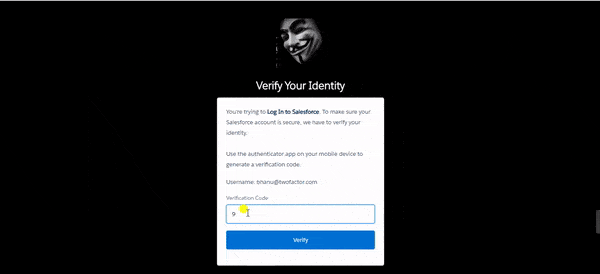 Verify Your Identity
You're trying to Log In to Salesforce. To make sure your
Salesforce account is secure, we have to verify your
identity.
Use the authenticator app on your mobile device to
generate a verification code.
Username: bhanu@twofactor.com
Verification Code
9
Verify